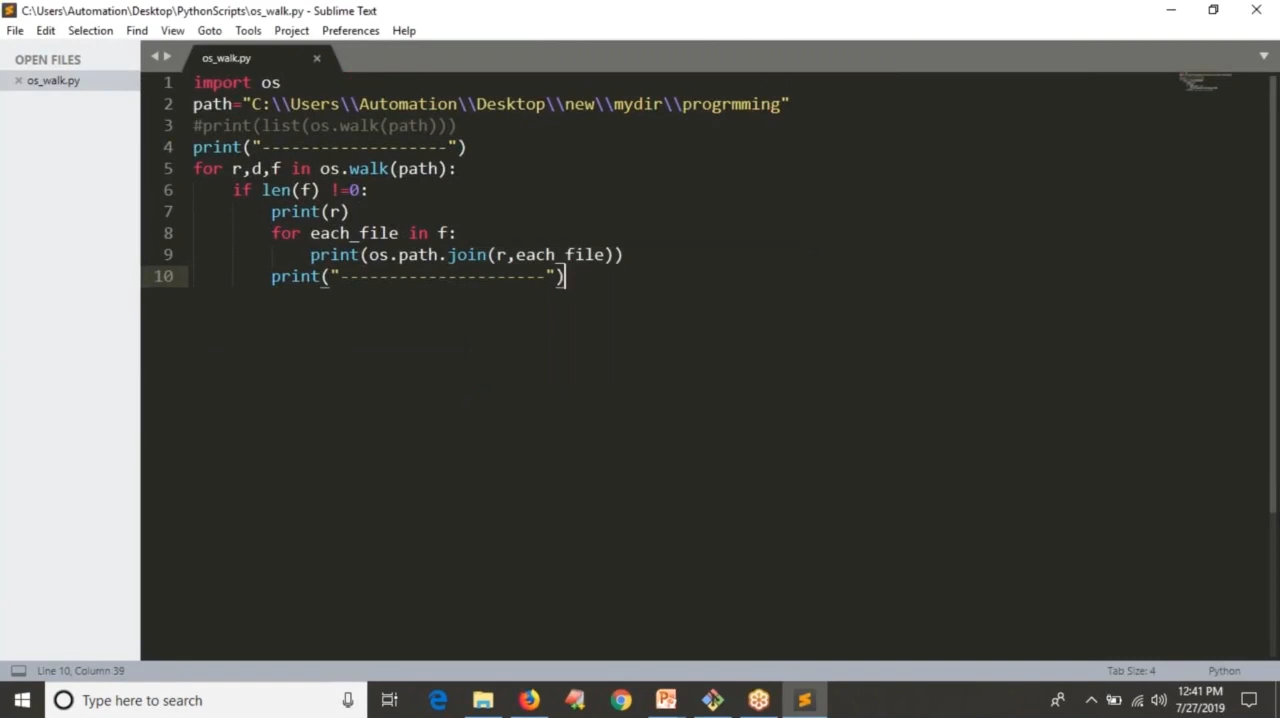 C:\Users\Automation\Desktop\PythonScripts\os_walk.py - Sublime Text
File Edit Selection Find View Goto Tools Project Preferences Help
OPEN FILES
os_walk.py
os_walk.py
1 import os
2 path="C:\\Users\\Automation\\Desktop\\new\\mydir\\progrmming"
3 #print(list(os.walk(path)))
4 print("-------------------")
5 for r,d,f in os.walk(path):
6     if len(f) !=0:
7         print(r)
8         for each_file in f:
9             print(os.path.join(r,each_file))
10         print("---------------------")
Line 10, Column 39
Tab Size: 4
Python
Type here to search
12:41 PM
7/27/2019